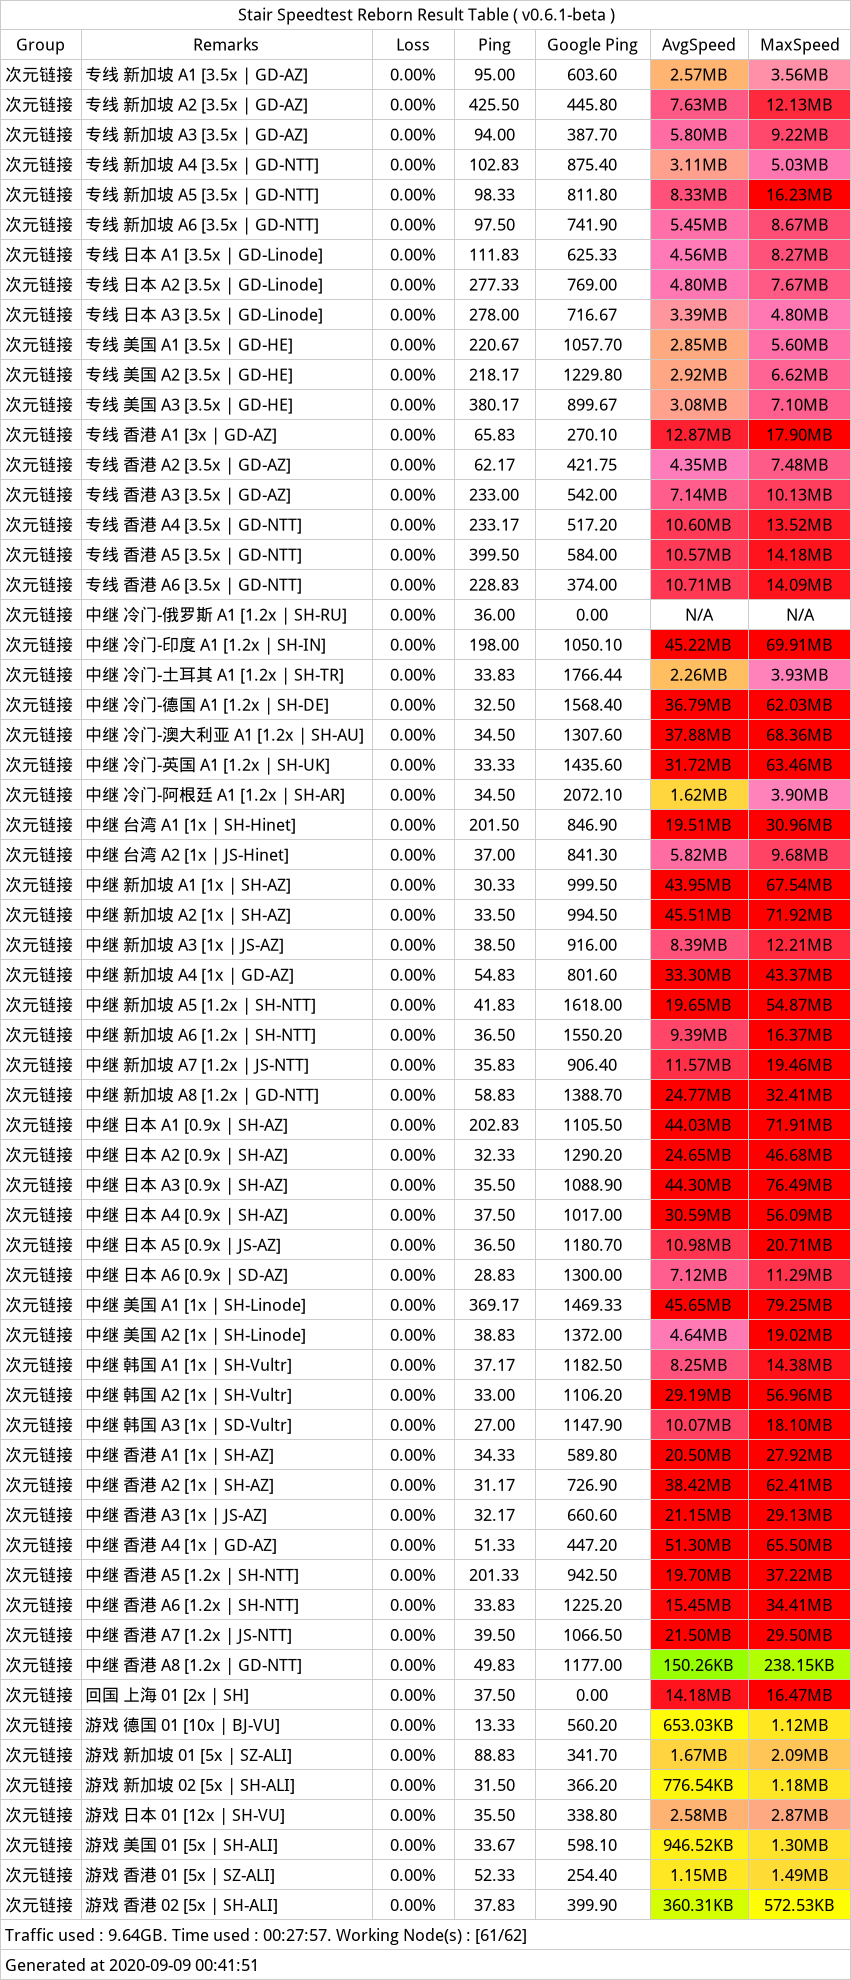 Stair Speedtest Reborn Result Table ( v0.6.1-beta )
Group Remarks Loss Ping Google Ping AvgSpeed MaxSpeed
次元链接 专线 新加坡 A1 [3.5x | GD-AZ] 0.00% 95.00 603.60 2.57MB 3.56MB
次元链接 专线 新加坡 A2 [3.5x | GD-AZ] 0.00% 425.50 445.80 7.63MB 12.13MB
次元链接 专线 新加坡 A3 [3.5x | GD-AZ] 0.00% 94.00 387.70 5.80MB 9.22MB
次元链接 专线 新加坡 A4 [3.5x | GD-NTT] 0.00% 102.83 875.40 3.11MB 5.03MB
次元链接 专线 新加坡 A5 [3.5x | GD-NTT] 0.00% 98.33 811.80 8.33MB 16.23MB
次元链接 专线 新加坡 A6 [3.5x | GD-NTT] 0.00% 97.50 741.90 5.45MB 8.67MB
次元链接 专线 日本 A1 [3.5x | GD-Linode] 0.00% 111.83 625.33 4.56MB 8.27MB
次元链接 专线 日本 A2 [3.5x | GD-Linode] 0.00% 277.33 769.00 4.80MB 7.67MB
次元链接 专线 日本 A3 [3.5x | GD-Linode] 0.00% 278.00 716.67 3.39MB 4.80MB
次元链接 专线 美国 A1 [3.5x | GD-HE] 0.00% 220.67 1057.70 2.85MB 5.60MB
次元链接 专线 美国 A2 [3.5x | GD-HE] 0.00% 218.17 1229.80 2.92MB 6.62MB
次元链接 专线 美国 A3 [3.5x | GD-HE] 0.00% 380.17 899.67 3.08MB 7.10MB
次元链接 专线 香港 A1 [3x | GD-AZ] 0.00% 65.83 270.10 12.87MB 17.90MB
次元链接 专线 香港 A2 [3.5x | GD-AZ] 0.00% 62.17 421.75 4.35MB 7.48MB
次元链接 专线 香港 A3 [3.5x | GD-AZ] 0.00% 233.00 542.00 7.14MB 10.13MB
次元链接 专线 香港 A4 [3.5x | GD-NTT] 0.00% 233.17 517.20 10.60MB 13.52MB
次元链接 专线 香港 A5 [3.5x | GD-NTT] 0.00% 399.50 584.00 10.57MB 14.18MB
次元链接 专线 香港 A6 [3.5x | GD-NTT] 0.00% 228.83 374.00 10.71MB 14.09MB
次元链接 中继 冷门-俄罗斯 A1 [1.2x | SH-RU] 0.00% 36.00 0.00 N/A N/A
次元链接 中继 冷门-印度 A1 [1.2x | SH-IN] 0.00% 198.00 1050.10 45.22MB 69.91MB
次元链接 中继 冷门-土耳其 A1 [1.2x | SH-TR] 0.00% 33.83 1766.44 2.26MB 3.93MB
次元链接 中继 冷门-德国 A1 [1.2x | SH-DE] 0.00% 32.50 1568.40 36.79MB 62.03MB
次元链接 中继 冷门-澳大利亚 A1 [1.2x | SH-AU] 0.00% 34.50 1307.60 37.88MB 68.36MB
次元链接 中继 冷门-英国 A1 [1.2x | SH-UK] 0.00% 33.33 1435.60 31.72MB 63.46MB
次元链接 中继 冷门-阿根廷 A1 [1.2x | SH-AR] 0.00% 34.50 2072.10 1.62MB 3.90MB
次元链接 中继 台湾 A1 [1x | SH-Hinet] 0.00% 201.50 846.90 19.51MB 30.96MB
次元链接 中继 台湾 A2 [1x | JS-Hinet] 0.00% 37.00 841.30 5.82MB 9.68MB
次元链接 中继 新加坡 A1 [1x | SH-AZ] 0.00% 30.33 999.50 43.95MB 67.54MB
次元链接 中继 新加坡 A2 [1x | SH-AZ] 0.00% 33.50 994.50 45.51MB 71.92MB
次元链接 中继 新加坡 A3 [1x | JS-AZ] 0.00% 38.50 916.00 8.39MB 12.21MB
次元链接 中继 新加坡 A4 [1x | GD-AZ] 0.00% 54.83 801.60 33.30MB 43.37MB
次元链接 中继 新加坡 A5 [1.2x | SH-NTT] 0.00% 41.83 1618.00 19.65MB 54.87MB
次元链接 中继 新加坡 A6 [1.2x | SH-NTT] 0.00% 36.50 1550.20 9.39MB 16.37MB
次元链接 中继 新加坡 A7 [1.2x | JS-NTT] 0.00% 35.83 906.40 11.57MB 19.46MB
次元链接 中继 新加坡 A8 [1.2x | GD-NTT] 0.00% 58.83 1388.70 24.77MB 32.41MB
次元链接 中继 日本 A1 [0.9x | SH-AZ] 0.00% 202.83 1105.50 44.03MB 71.91MB
次元链接 中继 日本 A2 [0.9x | SH-AZ] 0.00% 32.33 1290.20 24.65MB 46.68MB
次元链接 中继 日本 A3 [0.9x | SH-AZ] 0.00% 35.50 1088.90 44.30MB 76.49MB
次元链接 中继 日本 A4 [0.9x | SH-AZ] 0.00% 37.50 1017.00 30.59MB 56.09MB
次元链接 中继 日本 A5 [0.9x | JS-AZ] 0.00% 36.50 1180.70 10.98MB 20.71MB
次元链接 中继 日本 A6 [0.9x | SD-AZ] 0.00% 28.83 1300.00 7.12MB 11.29MB
次元链接 中继 美国 A1 [1x | SH-Linode] 0.00% 369.17 1469.33 45.65MB 79.25MB
次元链接 中继 美国 A2 [1x | SH-Linode] 0.00% 38.83 1372.00 4.64MB 19.02MB
次元链接 中继 韩国 A1 [1x | SH-Vultr] 0.00% 37.17 1182.50 8.25MB 14.38MB
次元链接 中继 韩国 A2 [1x | SH-Vultr] 0.00% 33.00 1106.20 29.19MB 56.96MB
次元链接 中继 韩国 A3 [1x | SD-Vultr] 0.00% 27.00 1147.90 10.07MB 18.10MB
次元链接 中继 香港 A1 [1x | SH-AZ] 0.00% 34.33 589.80 20.50MB 27.92MB
次元链接 中继 香港 A2 [1x | SH-AZ] 0.00% 31.17 726.90 38.42MB 62.41MB
次元链接 中继 香港 A3 [1x | JS-AZ] 0.00% 32.17 660.60 21.15MB 29.13MB
次元链接 中继 香港 A4 [1x | GD-AZ] 0.00% 51.33 447.20 51.30MB 65.50MB
次元链接 中继 香港 A5 [1.2x | SH-NTT] 0.00% 201.33 942.50 19.70MB 37.22MB
次元链接 中继 香港 A6 [1.2x | SH-NTT] 0.00% 33.83 1225.20 15.45MB 34.41MB
次元链接 中继 香港 A7 [1.2x | JS-NTT] 0.00% 39.50 1066.50 21.50MB 29.50MB
次元链接 中继 香港 A8 [1.2x | GD-NTT] 0.00% 49.83 1177.00 150.26KB 238.15KB
次元链接 回国 上海 01 [2x | SH] 0.00% 37.50 0.00 14.18MB 16.47MB
次元链接 游戏 德国 01 [10x | BJ-VU] 0.00% 13.33 560.20 653.03KB 1.12MB
次元链接 游戏 新加坡 01 [5x | SZ-ALI] 0.00% 88.83 341.70 1.67MB 2.09MB
次元链接 游戏 新加坡 02 [5x | SH-ALI] 0.00% 31.50 366.20 776.54KB 1.18MB
次元链接 游戏 日本 01 [12x | SH-VU] 0.00% 35.50 338.80 2.58MB 2.87MB
次元链接 游戏 美国 01 [5x | SH-ALI] 0.00% 33.67 598.10 946.52KB 1.30MB
次元链接 游戏 香港 01 [5x | SZ-ALI] 0.00% 52.33 254.40 1.15MB 1.49MB
次元链接 游戏 香港 02 [5x | SH-ALI] 0.00% 37.83 399.90 360.31KB 572.53KB
Traffic used : 9.64GB. Time used : 00:27:57. Working Node(s) : [61/62]
Generated at 2020-09-09 00:41:51